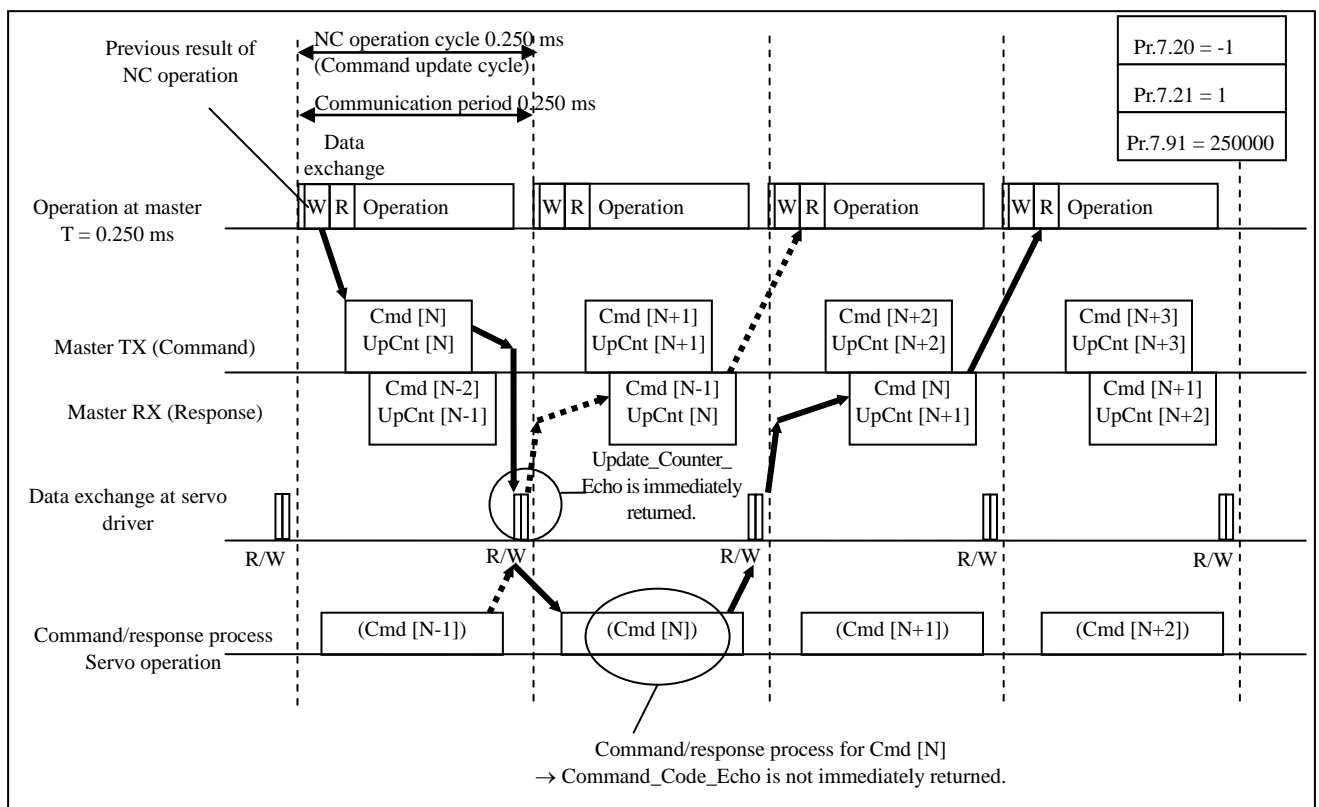 Previous result of
NC operation
NC operation cycle 0.250 ms
(Command update cycle)
Communication period 0.250 ms
Pr.7.20 = -1
Pr.7.21 = 1
Pr.7.91 = 250000
Data
exchange
Operation at master
T = 0.250 ms
W R Operation
W R Operation
W R Operation
W R Operation
Master TX (Command)
Cmd [N]
UpCnt [N]
Cmd [N+1]
UpCnt [N+1]
Cmd [N+2]
UpCnt [N+2]
Cmd [N+3]
UpCnt [N+3]
Master RX (Response)
Cmd [N-2]
UpCnt [N-1]
Cmd [N-1]
UpCnt [N]
Cmd [N]
UpCnt [N+1]
Cmd [N+1]
UpCnt [N+2]
Update_Counter_
Echo is immediately
returned.
Data exchange at servo
driver
R/W
R/W
R/W
R/W
R/W
Command/response process
Servo operation
(Cmd [N-1])
(Cmd [N])
(Cmd [N+1])
(Cmd [N+2])
Command/response process for Cmd [N]
→ Command_Code_Echo is not immediately returned.